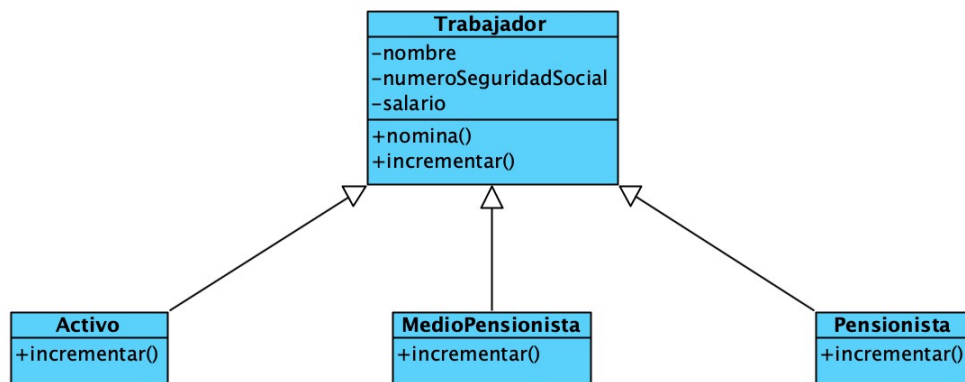 Trabajador
-nombre
-numeroSeguridadSocial
-salario
+nomina()
+incrementar()
Activo
+incrementar()
MedioPensionista
+incrementar()
Pensionista
+incrementar()